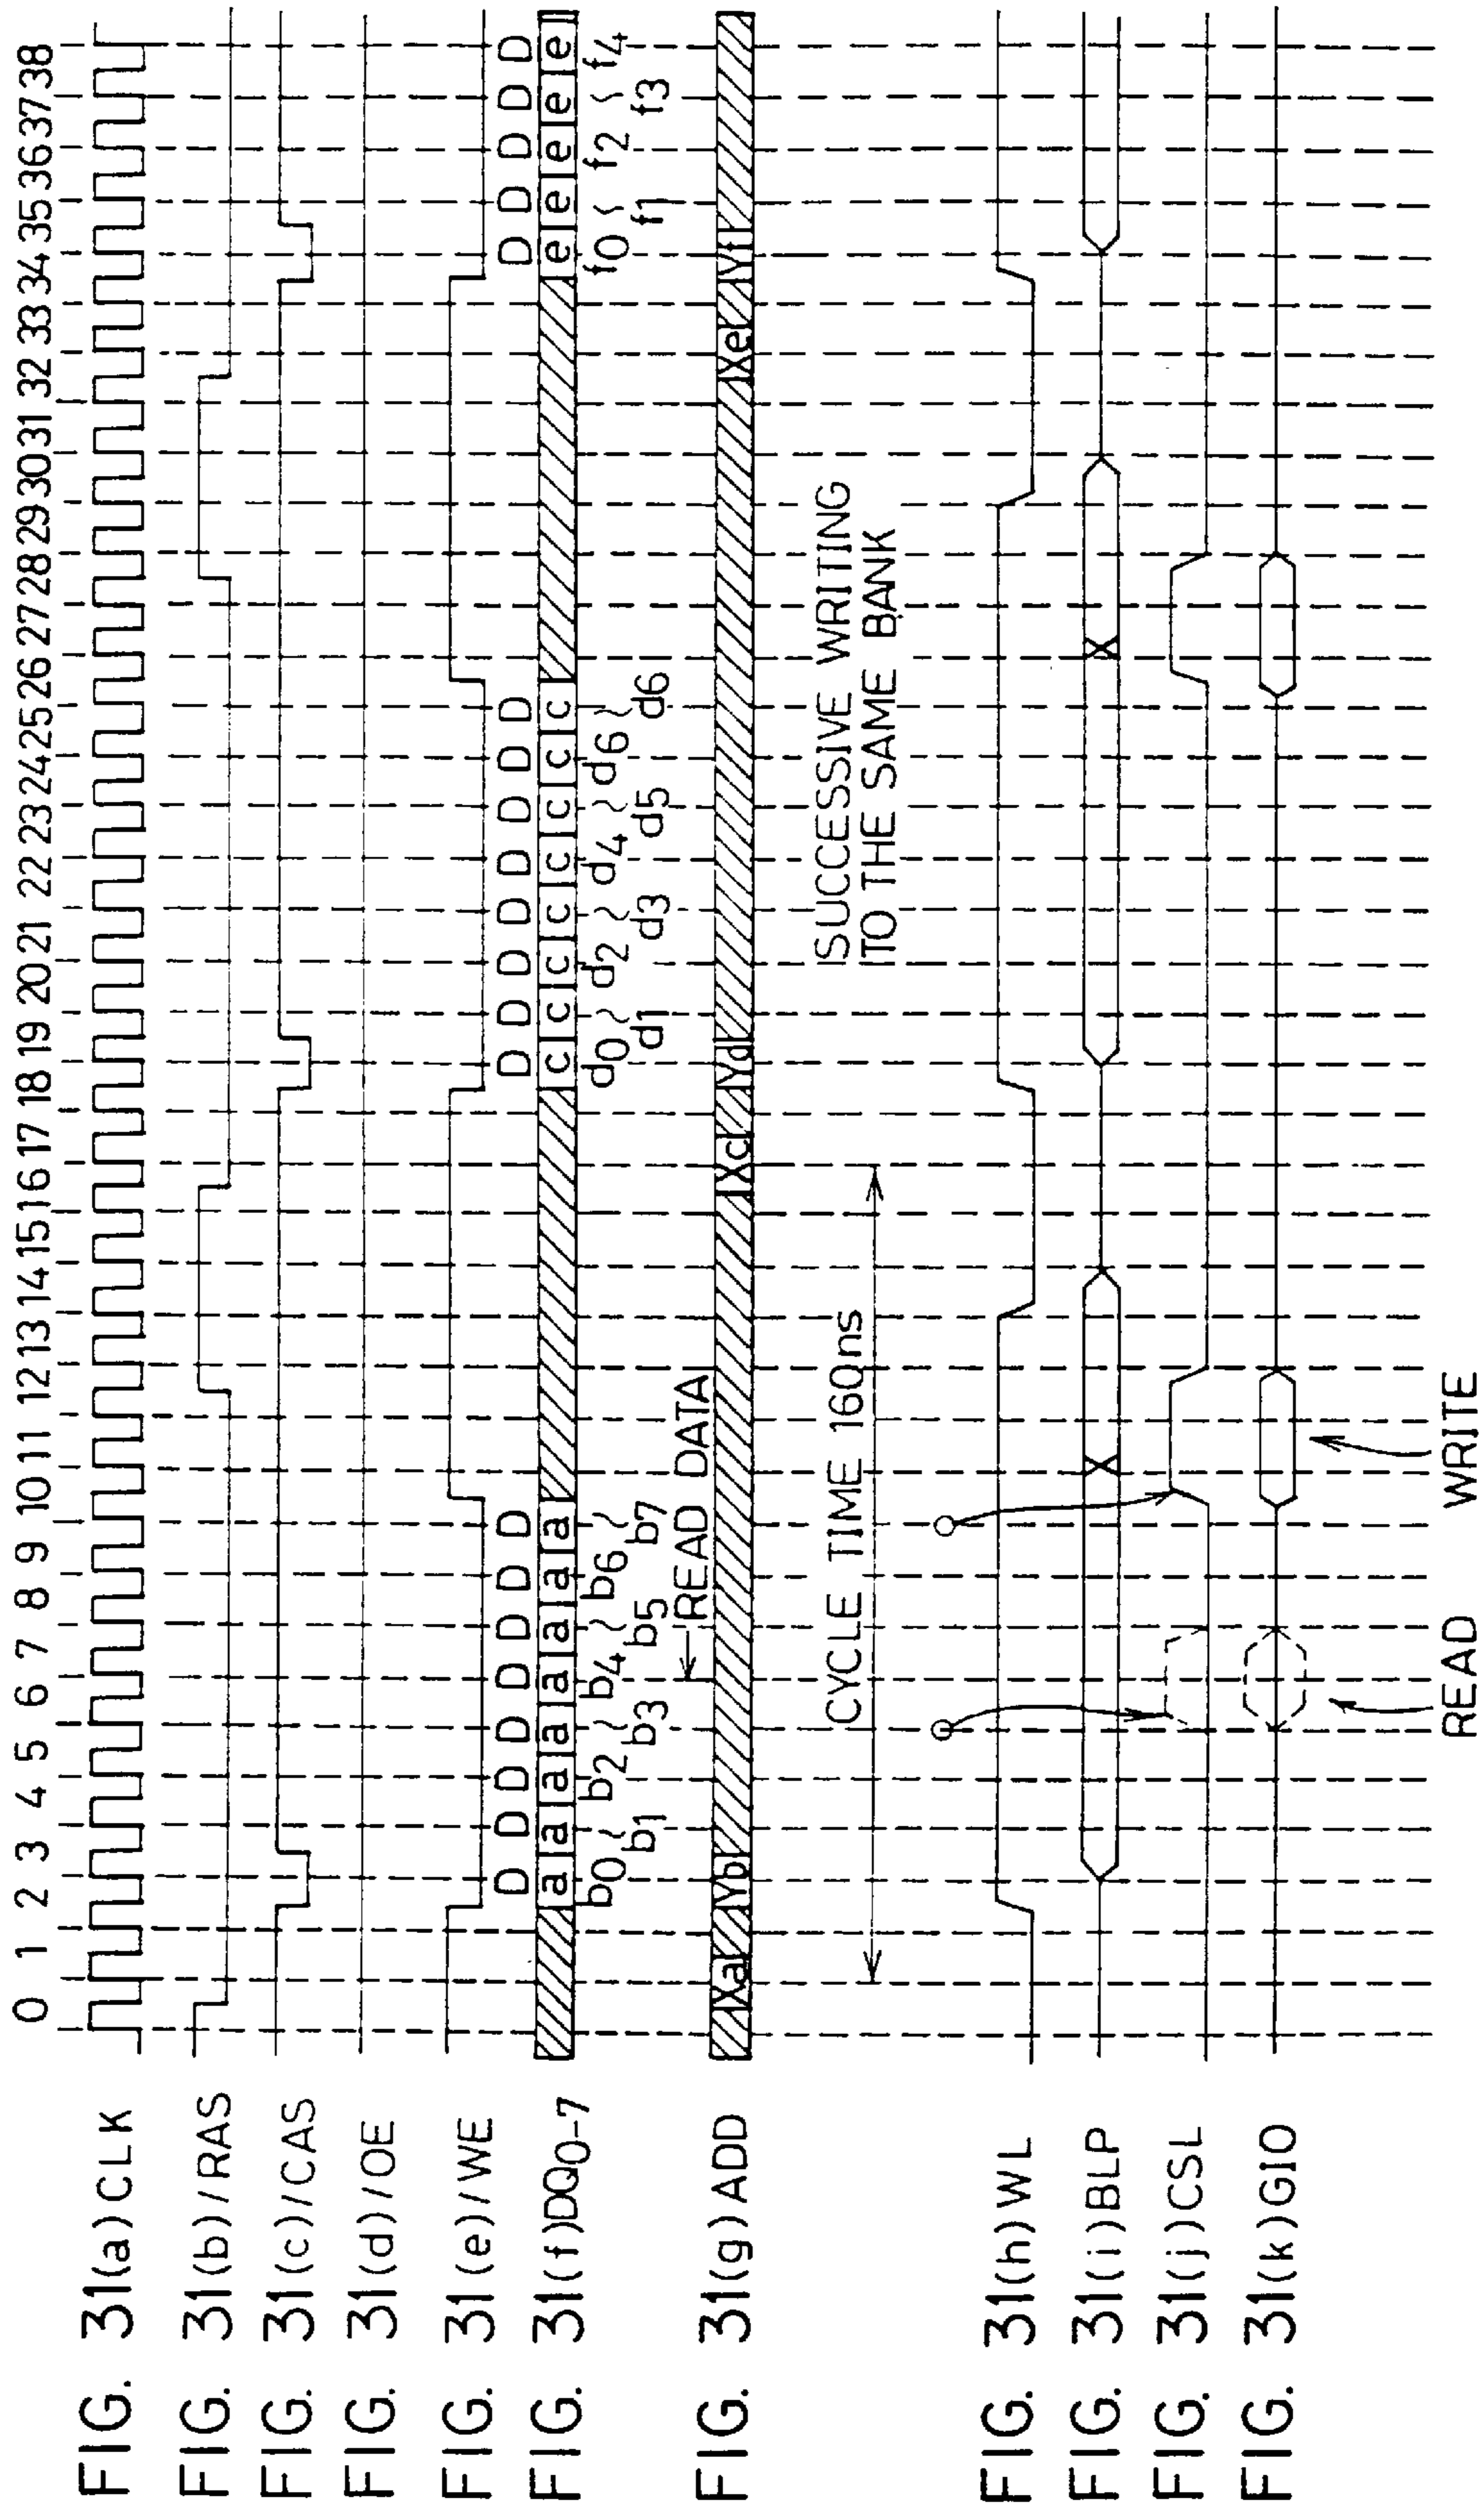 0 1 2 3 4 5 6 7 8 9 10 11 12 13 14 15 16 17 18 19 20 21 22 23 24 25 26 27 28 29 30 31 32 33 34 35 36 37 38
FIG. 31(a) CLK
FIG. 31(b) /RAS
FIG. 31(c) /CAS
FIG. 31(d) /OE
FIG. 31(e) /WE
D D D D D D D D D D D D D D D D D D D D D
FIG. 31(f) DQ0-7 a a a a a a a a c c c c c c c c e e e e e
b0 b2 b4 b6 d0 d2 d4 d6 f0 f2 f4
b1 b3 b5 b7 d1 d3 d5 d6 f1 f3
READ DATA
FIG. 31(g) ADD Xa Yb Xc Yd Xe Yf
CYCLE TIME 160ns
SUCCESSIVE WRITING
TO THE SAME BANK
FIG. 31(h) WL
FIG. 31(i) BLP
FIG. 31(j) CSL
FIG. 31(k) GIO
READ WRITE